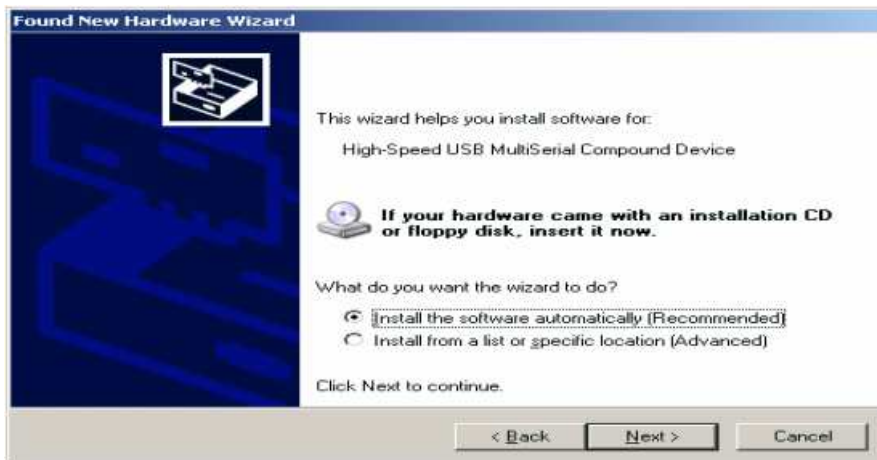 Found New Hardware Wizard
This wizard helps you install software for:
High-Speed USB MultiSerial Compound Device
If your hardware came with an installation CD
or floppy disk, insert it now.
What do you want the wizard to do?
Install the software automatically (Recommended)
Install from a list or specific location (Advanced)
Click Next to continue.
< Back Next > Cancel